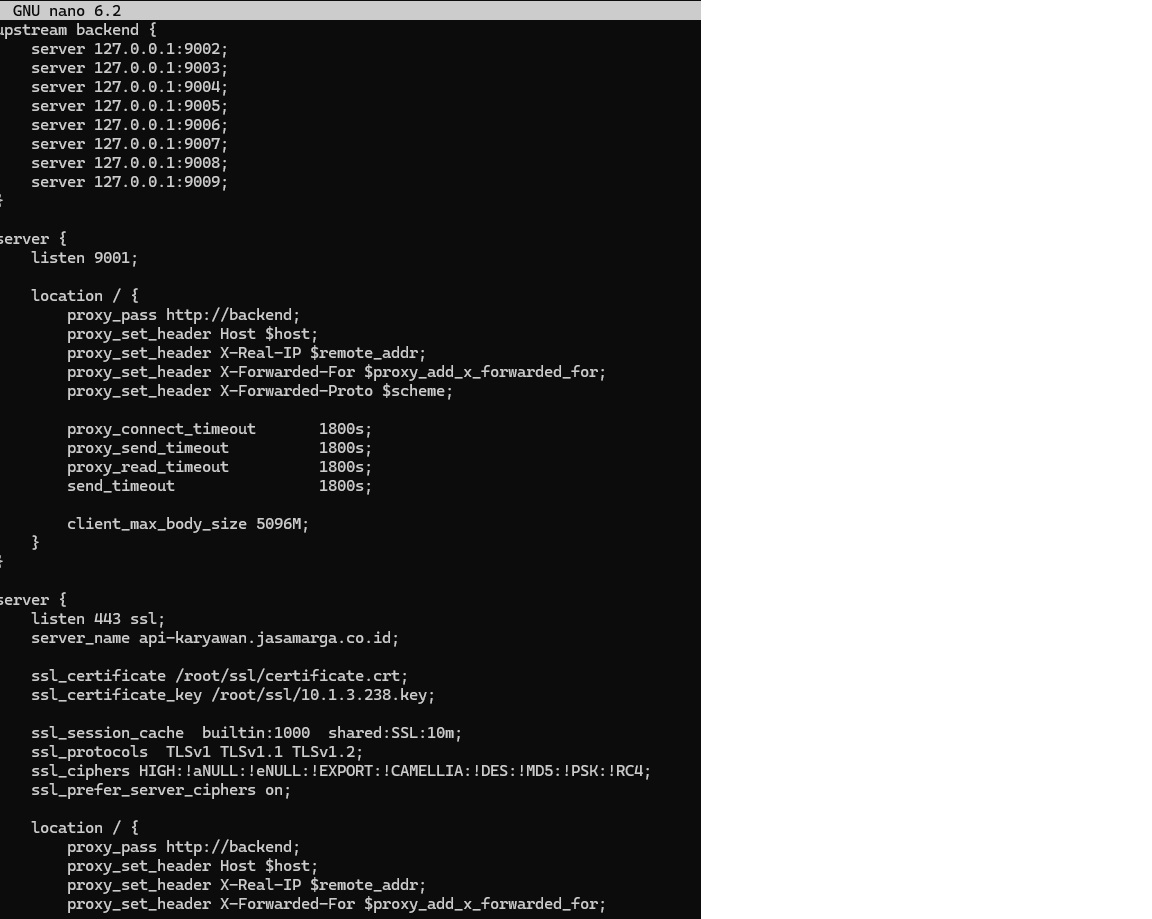 GNU nano 6.2
upstream backend {
    server 127.0.0.1:9002;
    server 127.0.0.1:9003;
    server 127.0.0.1:9004;
    server 127.0.0.1:9005;
    server 127.0.0.1:9006;
    server 127.0.0.1:9007;
    server 127.0.0.1:9008;
    server 127.0.0.1:9009;
}
server {
    listen 9001;
    location / {
        proxy_pass http://backend;
        proxy_set_header Host $host;
        proxy_set_header X-Real-IP $remote_addr;
        proxy_set_header X-Forwarded-For $proxy_add_x_forwarded_for;
        proxy_set_header X-Forwarded-Proto $scheme;
        proxy_connect_timeout       1800s;
        proxy_send_timeout          1800s;
        proxy_read_timeout          1800s;
        send_timeout                1800s;
        client_max_body_size 5096M;
    }
}
server {
    listen 443 ssl;
    server_name api-karyawan.jasamarga.co.id;
    ssl_certificate /root/ssl/certificate.crt;
    ssl_certificate_key /root/ssl/10.1.3.238.key;
    ssl_session_cache  builtin:1000  shared:SSL:10m;
    ssl_protocols  TLSv1 TLSv1.1 TLSv1.2;
    ssl_ciphers HIGH:!aNULL:!eNULL:!EXPORT:!CAMELLIA:!DES:!MD5:!PSK:!RC4;
    ssl_prefer_server_ciphers on;
    location / {
        proxy_pass http://backend;
        proxy_set_header Host $host;
        proxy_set_header X-Real-IP $remote_addr;
        proxy_set_header X-Forwarded-For $proxy_add_x_forwarded_for;